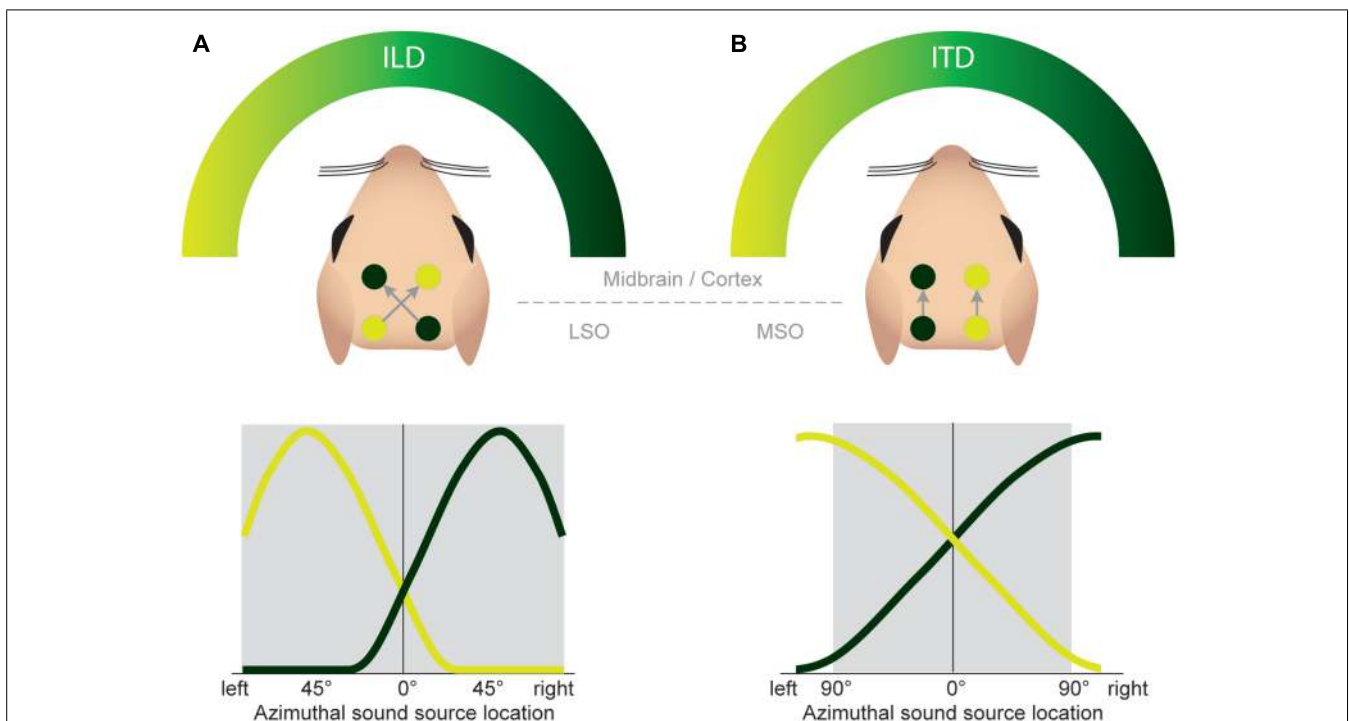 A
B
ILD
ITD
Midbrain / Cortex
LSO
MSO
left 45° 0° 45° right
Azimuthal sound source location
left 90° 0° 90° right
Azimuthal sound source location